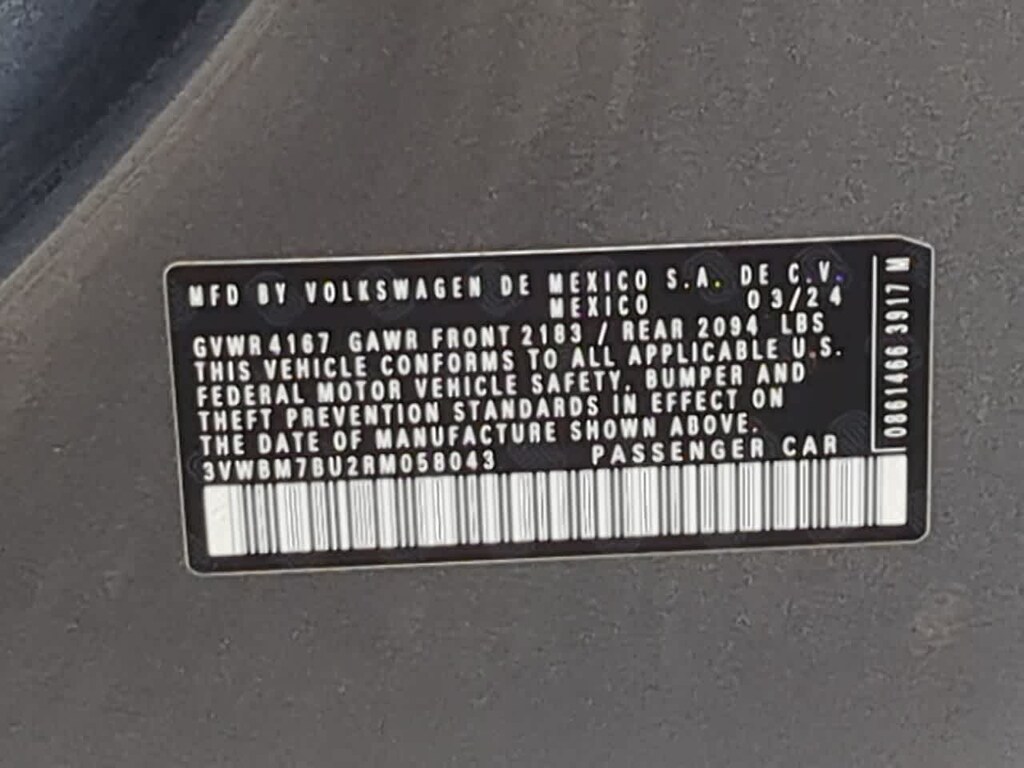 MFD BY VOLKSWAGEN DE MEXICO S.A. DE C.V.
MEXICO 03/24
GVWR 4167 GAWR FRONT 2183 / REAR 2094 LBS
THIS VEHICLE CONFORMS TO ALL APPLICABLE U.S.
FEDERAL MOTOR VEHICLE SAFETY, BUMPER AND
THEFT PREVENTION STANDARDS IN EFFECT ON
THE DATE OF MANUFACTURE SHOWN ABOVE.
3VWBM7BU2RM058043 PASSENGER CAR
0861466 3917 M